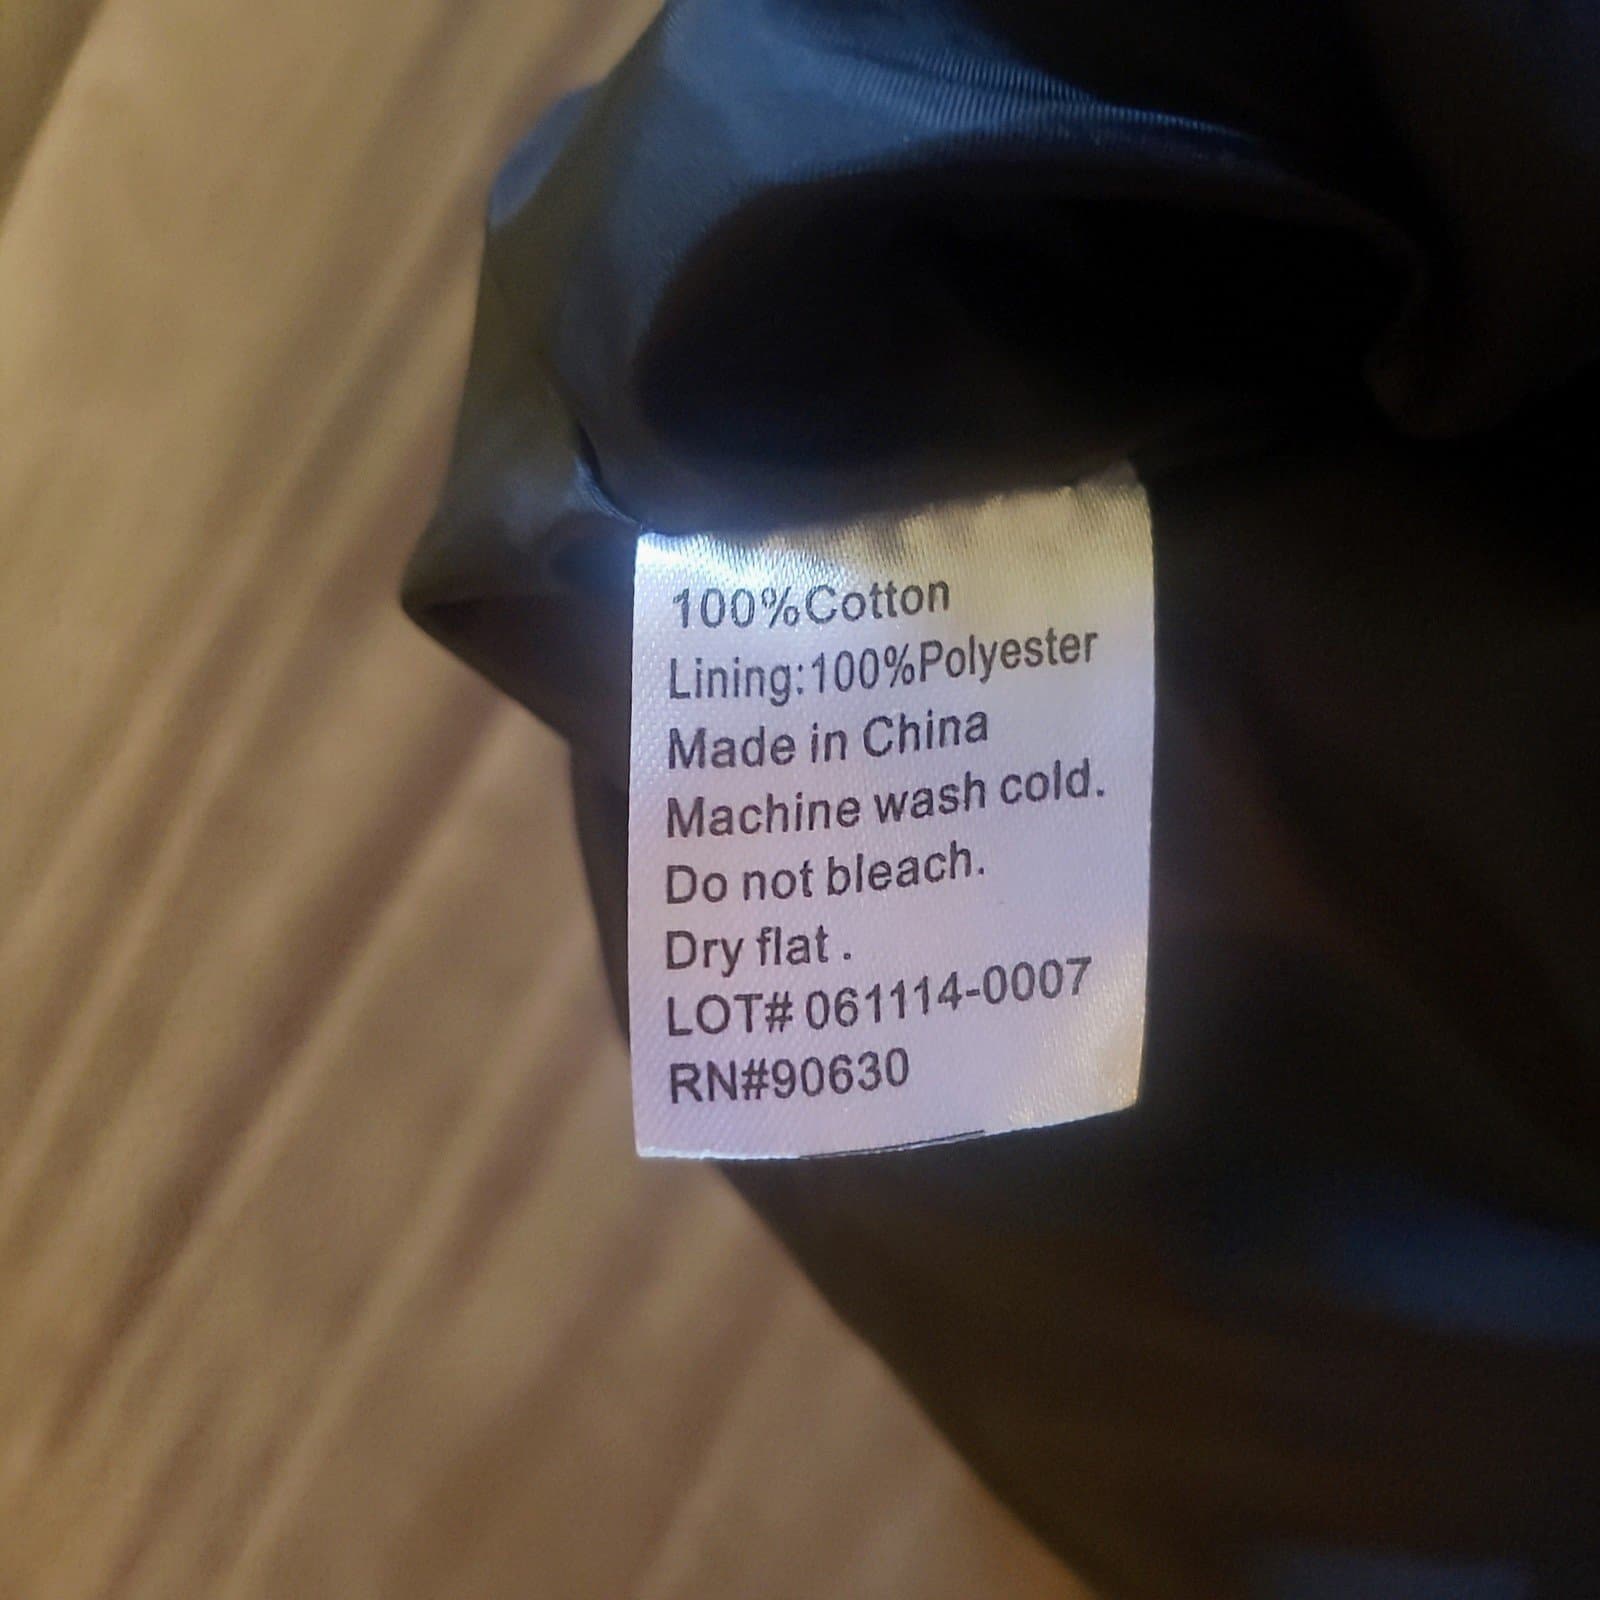 100%Cotton
Lining:100%Polyester
Made in China
Machine wash cold.
Do not bleach.
Dry flat .
LOT# 061114-0007
RN#90630